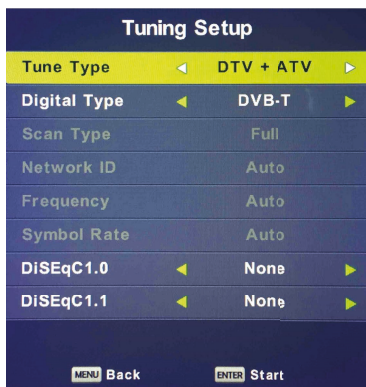 Tuning Setup
Tune Type DTV + ATV
Digital Type DVB-T
Scan Type Full
Network ID Auto
Frequency Auto
Symbol Rate Auto
DiSEqC1.0 None
DiSEqC1.1 None
MENU Back ENTER Start